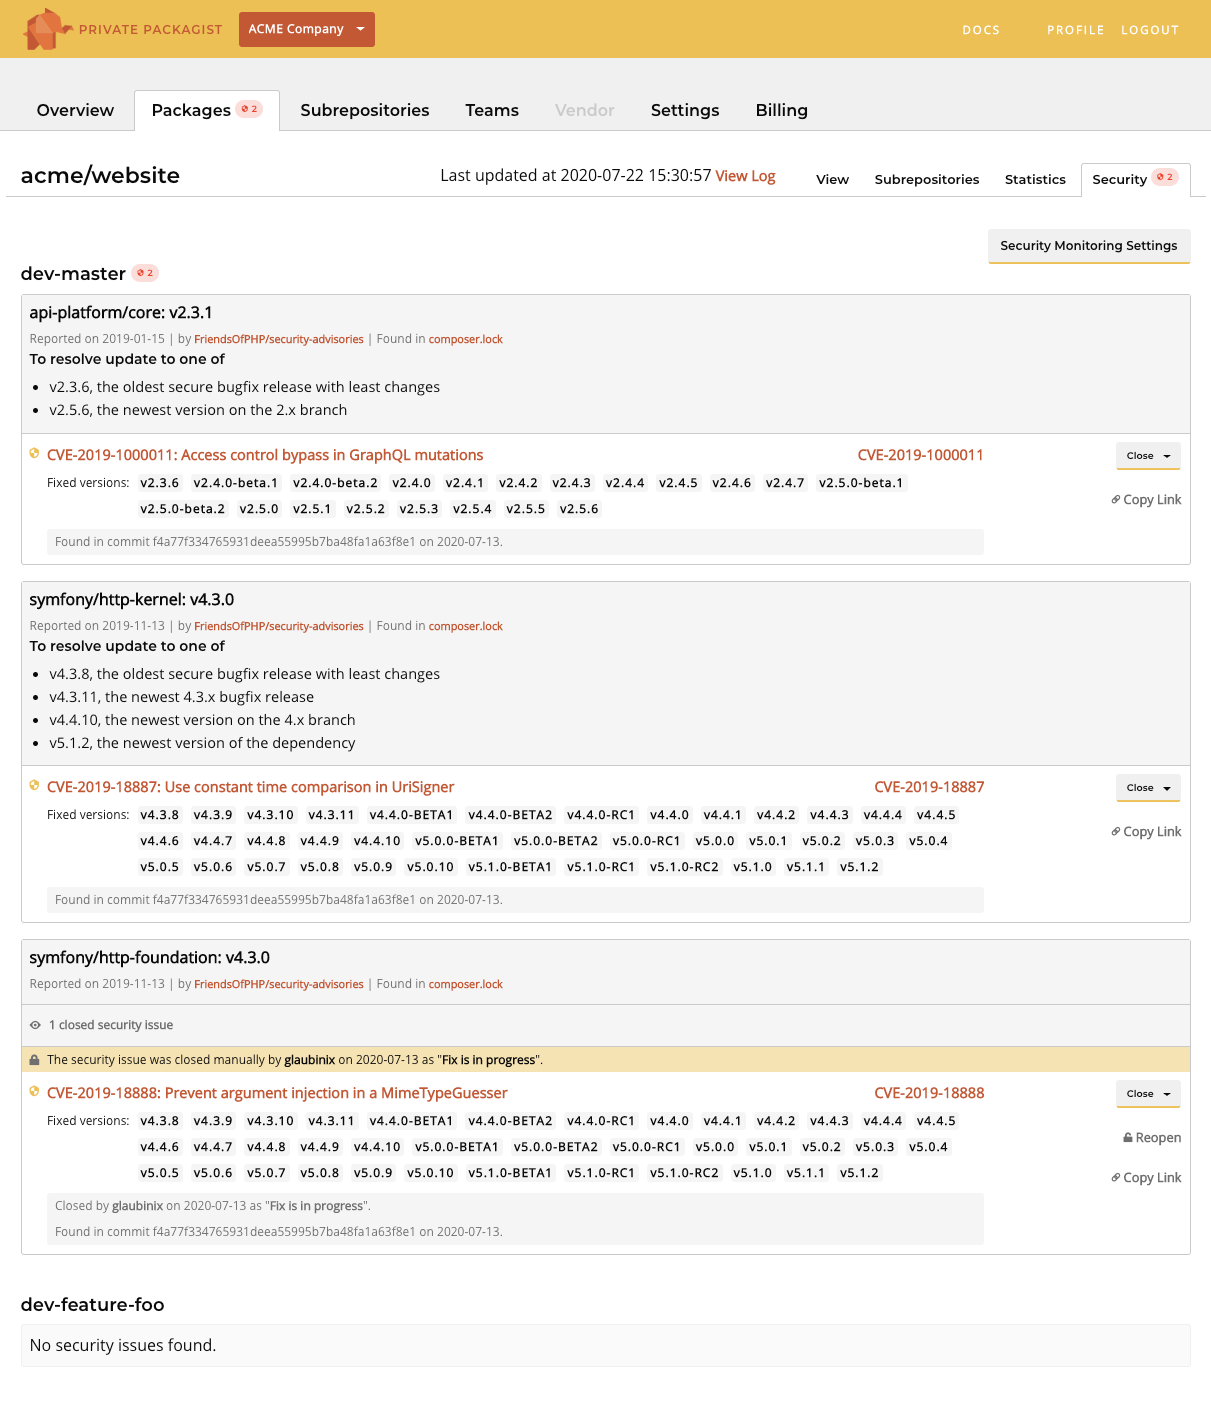 PRIVATE PACKAGIST
ACME Company
DOCS PROFILE LOGOUT
Overview Packages 2 Subrepositories Teams Vendor Settings Billing
acme/website
Last updated at 2020-07-22 15:30:57 View Log
View Subrepositories Statistics Security 2
Security Monitoring Settings
dev-master 2
api-platform/core: v2.3.1
Reported on 2019-01-15 | by FriendsOfPHP/security-advisories | Found in composer.lock
To resolve update to one of
• v2.3.6, the oldest secure bugfix release with least changes
• v2.5.6, the newest version on the 2.x branch
CVE-2019-1000011: Access control bypass in GraphQL mutations CVE-2019-1000011 Close
Fixed versions: v2.3.6 v2.4.0-beta.1 v2.4.0-beta.2 v2.4.0 v2.4.1 v2.4.2 v2.4.3 v2.4.4 v2.4.5 v2.4.6 v2.4.7 v2.5.0-beta.1
Copy Link
v2.5.0-beta.2 v2.5.0 v2.5.1 v2.5.2 v2.5.3 v2.5.4 v2.5.5 v2.5.6
Found in commit f4a77f334765931deea55995b7ba48fa1a63f8e1 on 2020-07-13.
symfony/http-kernel: v4.3.0
Reported on 2019-11-13 | by FriendsOfPHP/security-advisories | Found in composer.lock
To resolve update to one of
• v4.3.8, the oldest secure bugfix release with least changes
• v4.3.11, the newest 4.3.x bugfix release
• v4.4.10, the newest version on the 4.x branch
• v5.1.2, the newest version of the dependency
CVE-2019-18887: Use constant time comparison in UriSigner CVE-2019-18887 Close
Fixed versions: v4.3.8 v4.3.9 v4.3.10 v4.3.11 v4.4.0-BETA1 v4.4.0-BETA2 v4.4.0-RC1 v4.4.0 v4.4.1 v4.4.2 v4.4.3 v4.4.4 v4.4.5
Copy Link
v4.4.6 v4.4.7 v4.4.8 v4.4.9 v4.4.10 v5.0.0-BETA1 v5.0.0-BETA2 v5.0.0-RC1 v5.0.0 v5.0.1 v5.0.2 v5.0.3 v5.0.4
v5.0.5 v5.0.6 v5.0.7 v5.0.8 v5.0.9 v5.0.10 v5.1.0-BETA1 v5.1.0-RC1 v5.1.0-RC2 v5.1.0 v5.1.1 v5.1.2
Found in commit f4a77f334765931deea55995b7ba48fa1a63f8e1 on 2020-07-13.
symfony/http-foundation: v4.3.0
Reported on 2019-11-13 | by FriendsOfPHP/security-advisories | Found in composer.lock
1 closed security issue
The security issue was closed manually by glaubinix on 2020-07-13 as "Fix is in progress".
CVE-2019-18888: Prevent argument injection in a MimeTypeGuesser CVE-2019-18888 Close
Fixed versions: v4.3.8 v4.3.9 v4.3.10 v4.3.11 v4.4.0-BETA1 v4.4.0-BETA2 v4.4.0-RC1 v4.4.0 v4.4.1 v4.4.2 v4.4.3 v4.4.4 v4.4.5
Reopen
v4.4.6 v4.4.7 v4.4.8 v4.4.9 v4.4.10 v5.0.0-BETA1 v5.0.0-BETA2 v5.0.0-RC1 v5.0.0 v5.0.1 v5.0.2 v5.0.3 v5.0.4
v5.0.5 v5.0.6 v5.0.7 v5.0.8 v5.0.9 v5.0.10 v5.1.0-BETA1 v5.1.0-RC1 v5.1.0-RC2 v5.1.0 v5.1.1 v5.1.2
Copy Link
Closed by glaubinix on 2020-07-13 as "Fix is in progress".
Found in commit f4a77f334765931deea55995b7ba48fa1a63f8e1 on 2020-07-13.
dev-feature-foo
No security issues found.